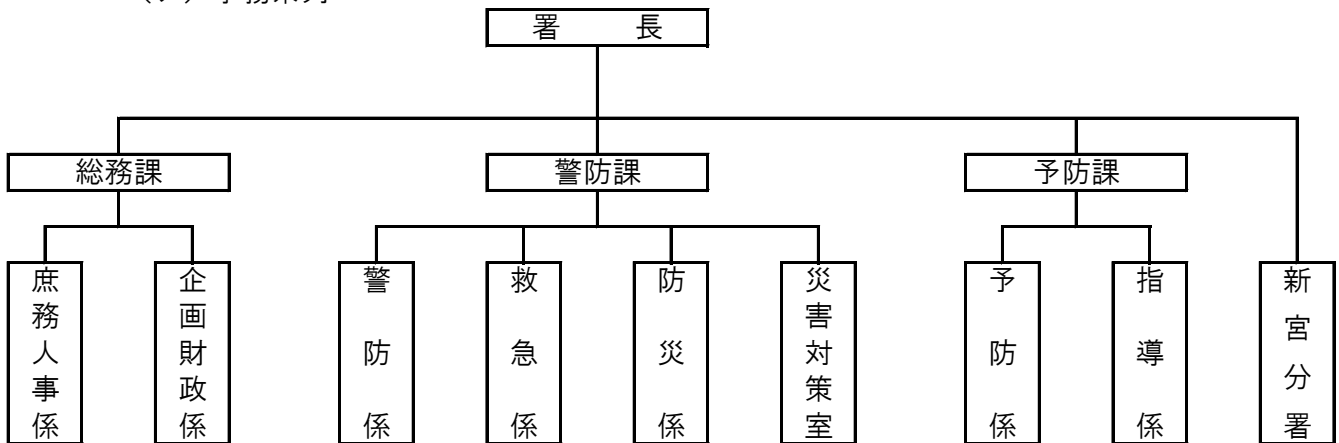 署　　長
総務課
警防課
予防課
庶務人事係
企画財政係
警防係
救急係
防災係
災害対策室
予防係
指導係
新宮分署